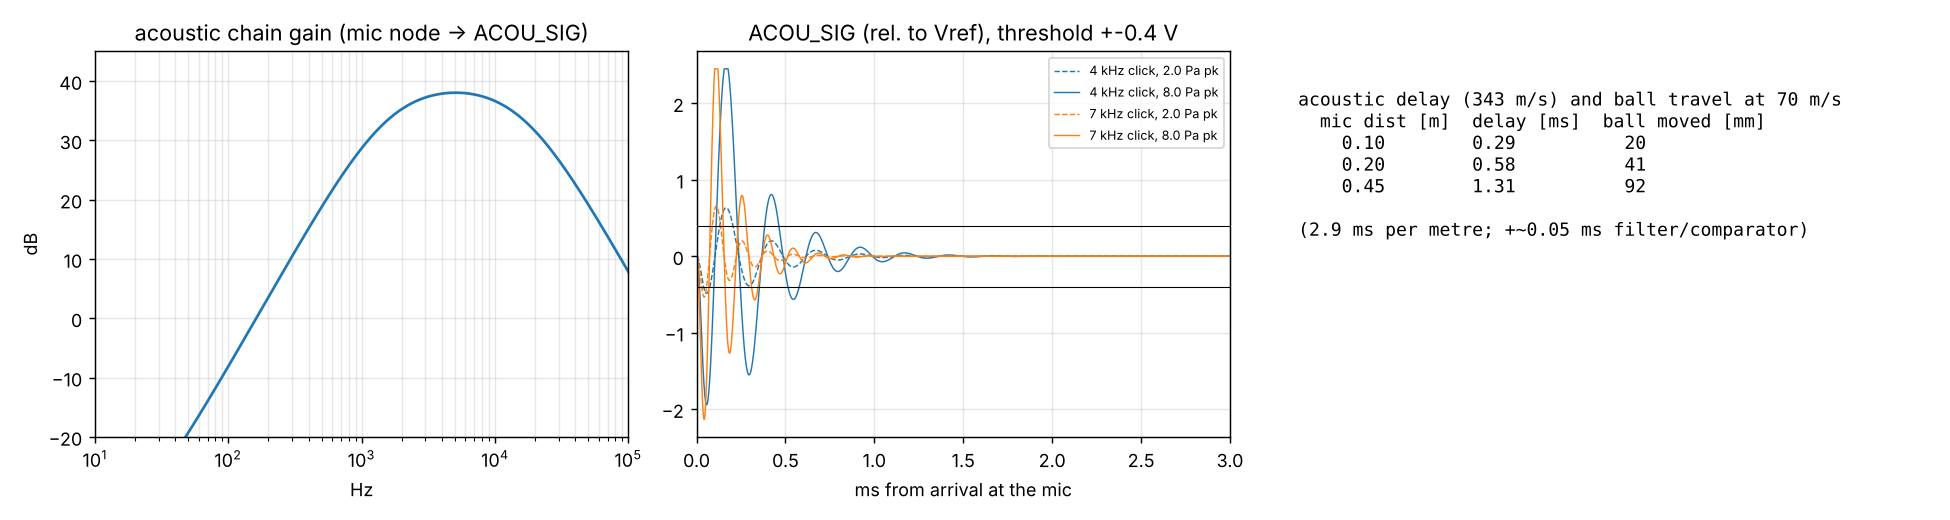 acoustic chain gain (mic node → ACOU_SIG)
dB
40
30
20
10
0
−10
−20
10¹
10²
10³
10⁴
10⁵
Hz
ACOU_SIG (rel. to Vref), threshold +-0.4 V
4 kHz click, 2.0 Pa pk
4 kHz click, 8.0 Pa pk
7 kHz click, 2.0 Pa pk
7 kHz click, 8.0 Pa pk
2
1
0
−1
−2
0.0
0.5
1.0
1.5
2.0
2.5
3.0
ms from arrival at the mic
acoustic delay (343 m/s) and ball travel at 70 m/s
mic dist [m] delay [ms] ball moved [mm]
0.10 0.29 20
0.20 0.58 41
0.45 1.31 92
(2.9 ms per metre; +~0.05 ms filter/comparator)